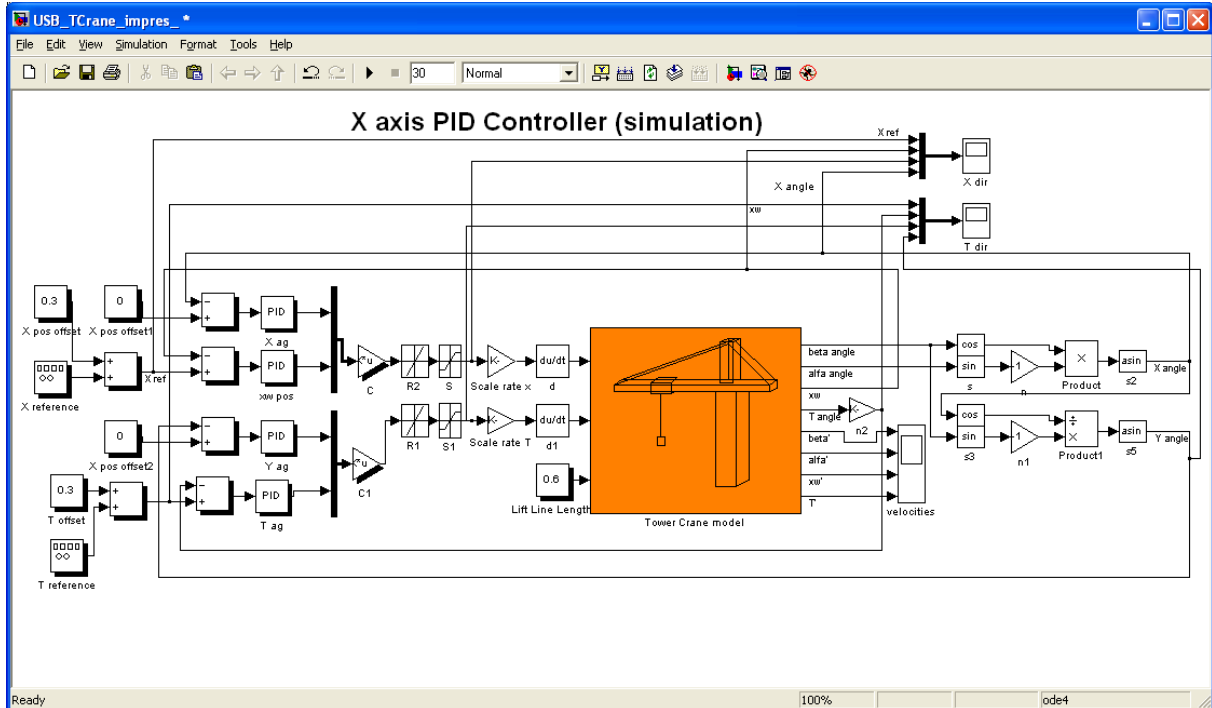 USB_TCrane_impres_ *
File Edit View Simulation Format Tools Help
30 Normal
X axis PID Controller (simulation)
X ref
X dir
X angle
xw
T dir
0.3
0
X pos offset
X pos offset1
PID
X ag
X ref
PID
xw pos
X reference
u
C
R2
S
K-
Scale rate x
du/dt
d
beta angle
alfa angle
xw
T angle
beta'
alfa'
xw'
T'
cos
sin
s
-1
n
×
Product
asin
s2
X angle
K-
n2
0
X pos offset2
PID
Y ag
u
C1
R1
S1
K-
Scale rate T
du/dt
d1
cos
sin
s3
-1
n1
÷
×
Product1
asin
s5
Y angle
0.3
T offset
PID
T ag
0.6
Lift Line Length
Tower Crane model
velocities
T reference
Ready 100% ode4